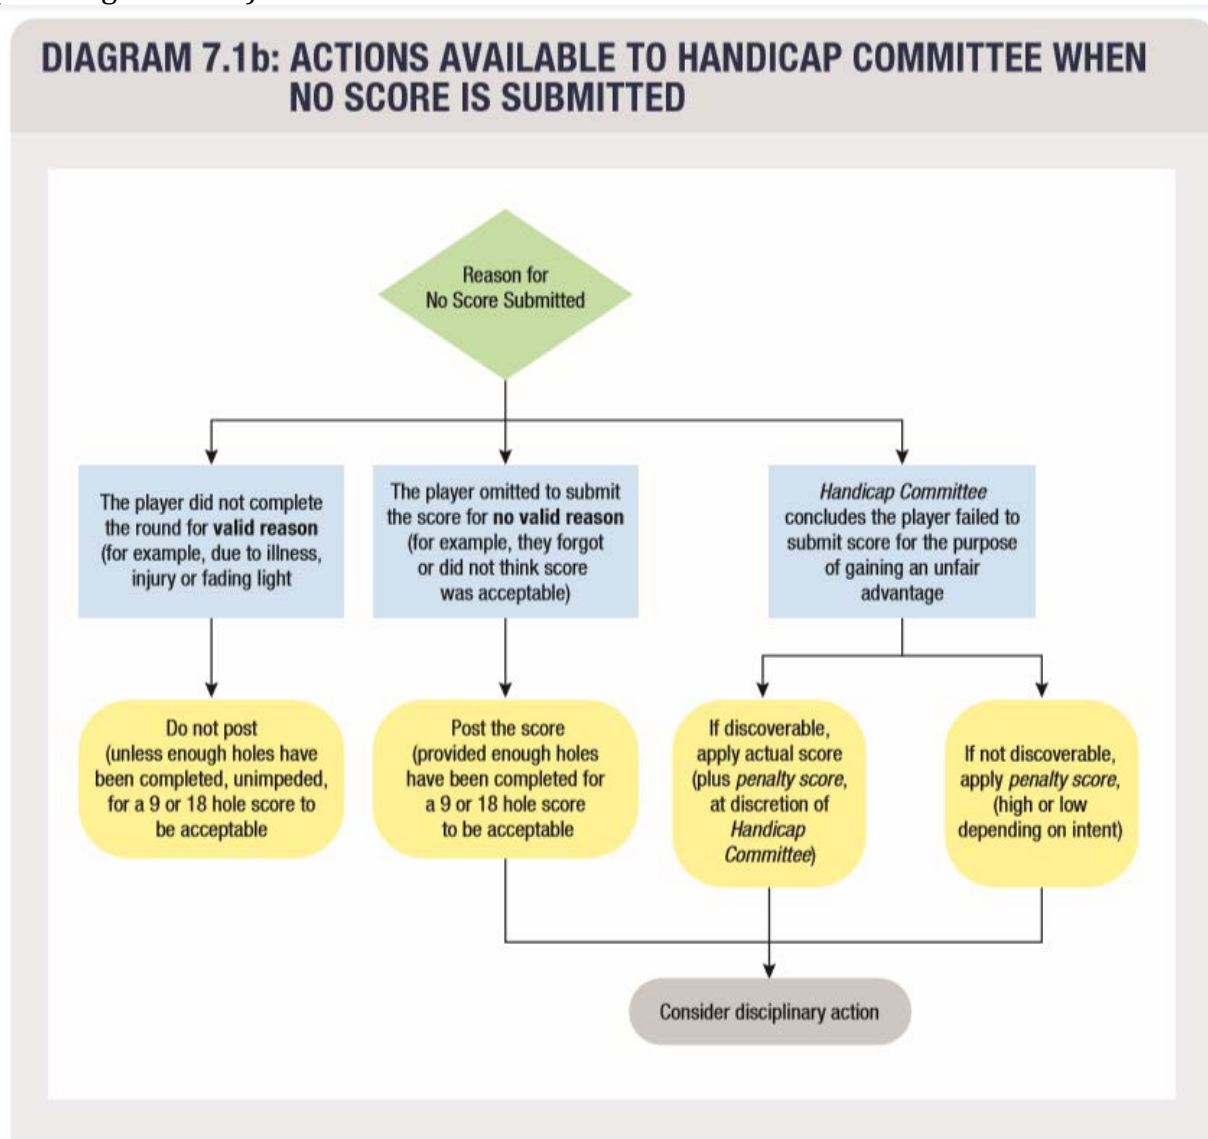 DIAGRAM 7.1b: ACTIONS AVAILABLE TO HANDICAP COMMITTEE WHEN
NO SCORE IS SUBMITTED
Reason for
No Score Submitted
The player did not complete
the round for valid reason
(for example, due to illness,
injury or fading light
The player omitted to submit
the score for no valid reason
(for example, they forgot
or did not think score
was acceptable)
Handicap Committee
concludes the player failed to
submit score for the purpose
of gaining an unfair
advantage
Do not post
(unless enough holes have
been completed, unimpeded,
for a 9 or 18 hole score to
be acceptable
Post the score
(provided enough holes
have been completed for
a 9 or 18 hole score
to be acceptable
If discoverable,
apply actual score
(plus penalty score,
at discretion of
Handicap
Committee)
If not discoverable,
apply penalty score,
(high or low
depending on intent)
Consider disciplinary action